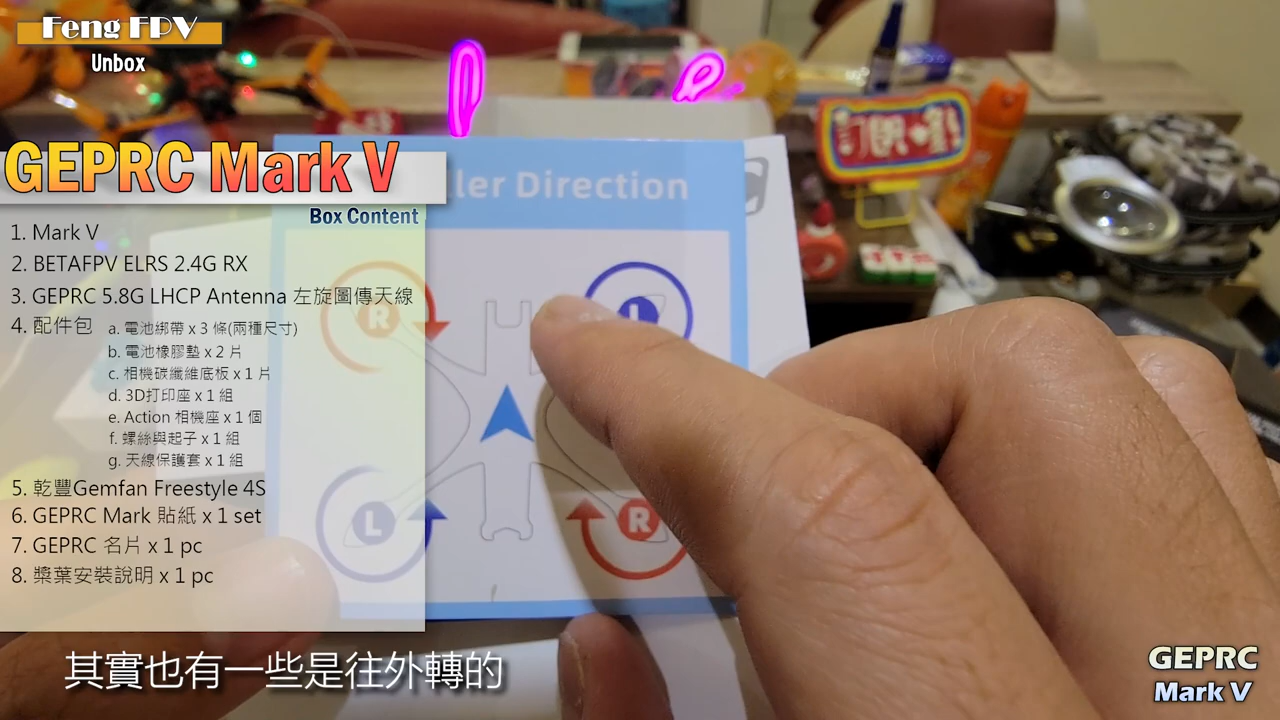 Feng FPV
Unbox
GEPRC Mark V
ller Direction
Box Content
1. Mark V
2. BETAFPV ELRS 2.4G RX
3. GEPRC 5.8G LHCP Antenna 左旋圖傳天線
4. 配件包
a. 電池綁帶 x 3 條(兩種尺寸)
b. 電池橡膠墊 x 2 片
c. 相機碳纖維底板 x 1 片
d. 3D打印座 x 1 組
e. Action 相機座 x 1 個
f. 螺絲與起子 x 1 組
g. 天線保護套 x 1 組
5. 乾豐Gemfan Freestyle 4S
6. GEPRC Mark 貼紙 x 1 set
7. GEPRC 名片 x 1 pc
8. 槳葉安裝說明 x 1 pc
R
L
L
R
其實也有一些是往外轉的
GEPRC
Mark V